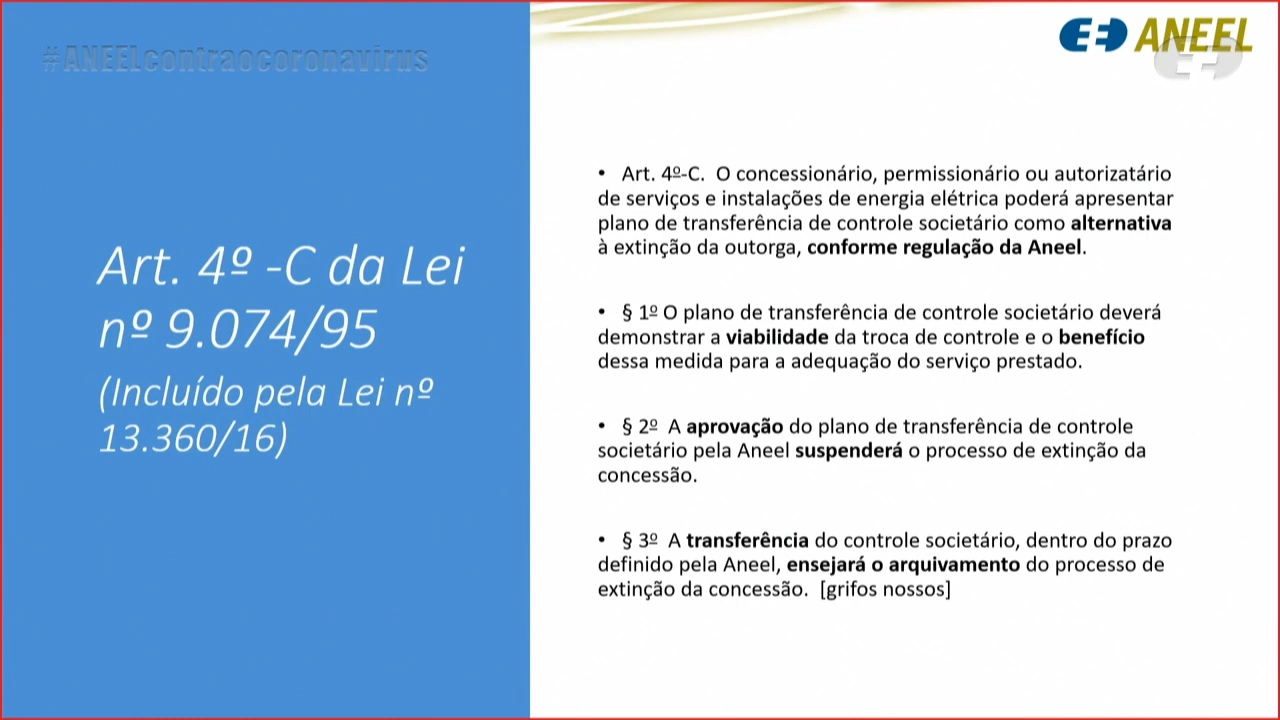 #ANEELcontraocoronavirus
ANEEL
Art. 4º -C da Lei
nº 9.074/95
(Incluído pela Lei nº
13.360/16)
• Art. 4º-C. O concessionário, permissionário ou autorizatário
de serviços e instalações de energia elétrica poderá apresentar
plano de transferência de controle societário como alternativa
à extinção da outorga, conforme regulação da Aneel.
• § 1º O plano de transferência de controle societário deverá
demonstrar a viabilidade da troca de controle e o benefício
dessa medida para a adequação do serviço prestado.
• § 2º A aprovação do plano de transferência de controle
societário pela Aneel suspenderá o processo de extinção da
concessão.
• § 3º A transferência do controle societário, dentro do prazo
definido pela Aneel, ensejará o arquivamento do processo de
extinção da concessão. [grifos nossos]